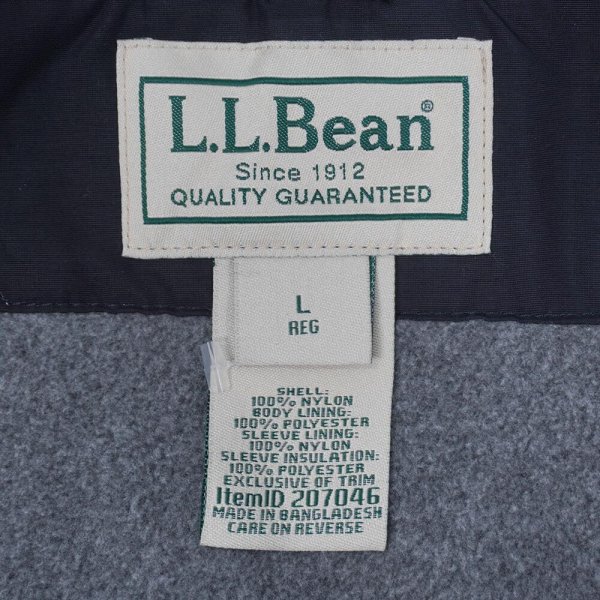 L.L.Bean®
Since 1912
QUALITY GUARANTEED
L
REG
SHELL:
100% NYLON
BODY LINING:
100% POLYESTER
SLEEVE LINING:
100% NYLON
SLEEVE INSULATION:
100% POLYESTER
EXCLUSIVE OF TRIM
ItemID 207046
MADE IN BANGLADESH
CARE ON REVERSE